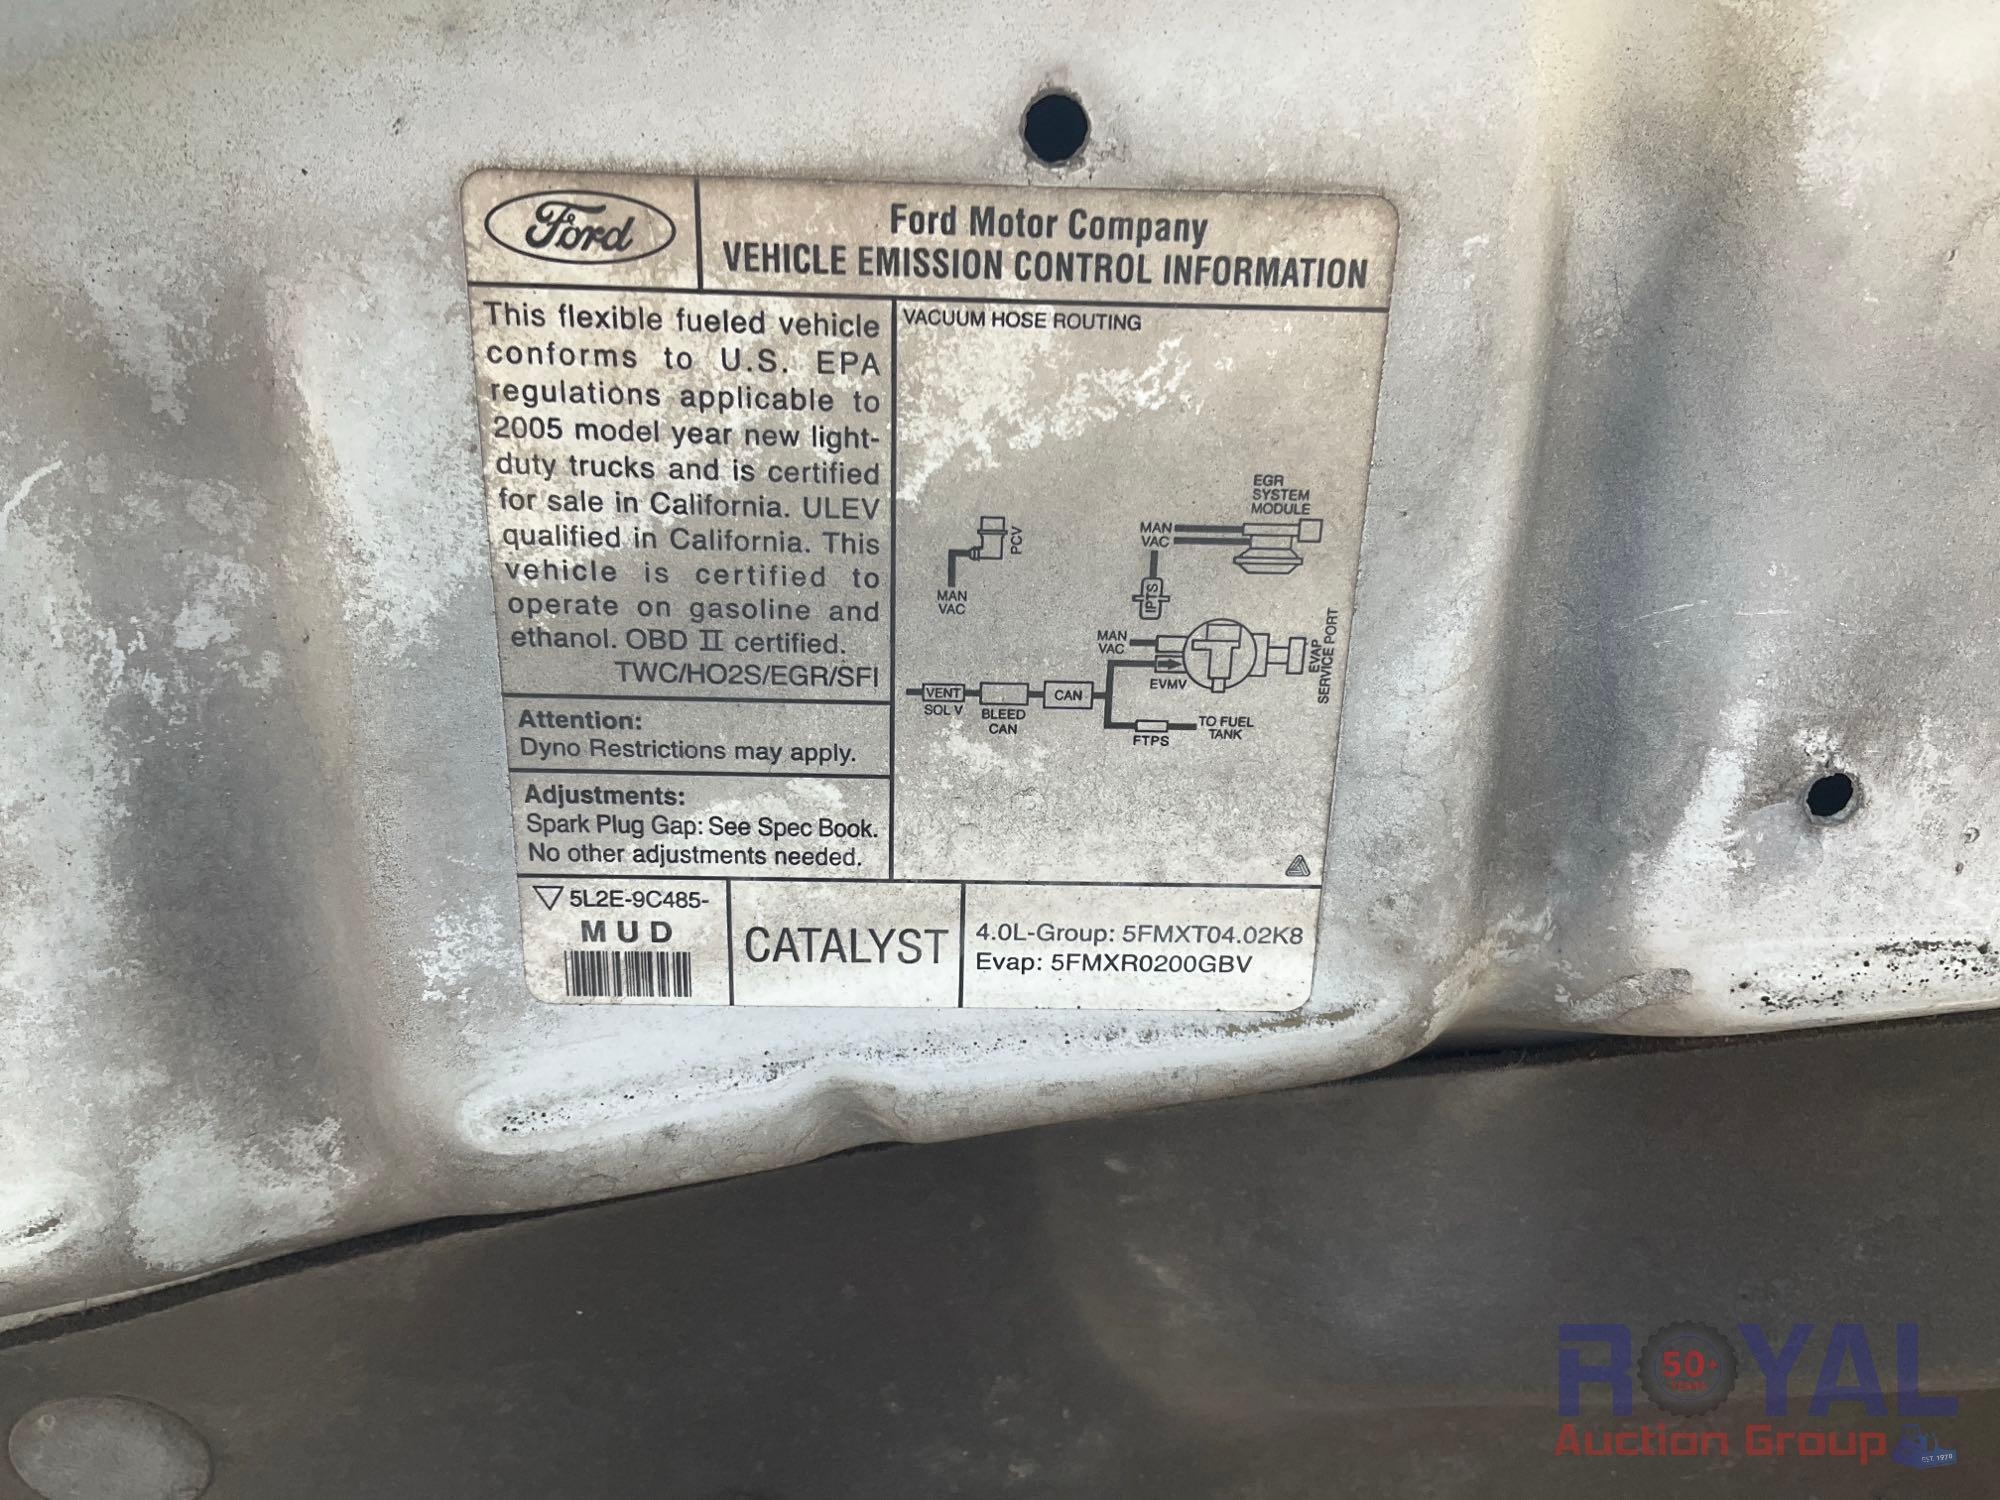 Ford
Ford Motor Company
VEHICLE EMISSION CONTROL INFORMATION
This flexible fueled vehicle
conforms to U.S. EPA
regulations applicable to
2005 model year new light-
duty trucks and is certified
for sale in California. ULEV
qualified in California. This
vehicle is certified to
operate on gasoline and
ethanol. OBD II certified.
TWC/HO2S/EGR/SFI
Attention:
Dyno Restrictions may apply.
Adjustments:
Spark Plug Gap: See Spec Book.
No other adjustments needed.
VACUUM HOSE ROUTING
EGR
SYSTEM
MODULE
PCV
MAN
VAC
MAN
VAC
IPTS
MAN
VAC
EVAP
SERVICE PORT
EVMV
VENT
SOL V
BLEED
CAN
CAN
FTPS
TO FUEL
TANK
5L2E-9C485-
MUD
CATALYST
4.0L-Group: 5FMXT04.02K8
Evap: 5FMXR0200GBV
ROYAL
50+
YEARS
Auction Group
EST. 1970